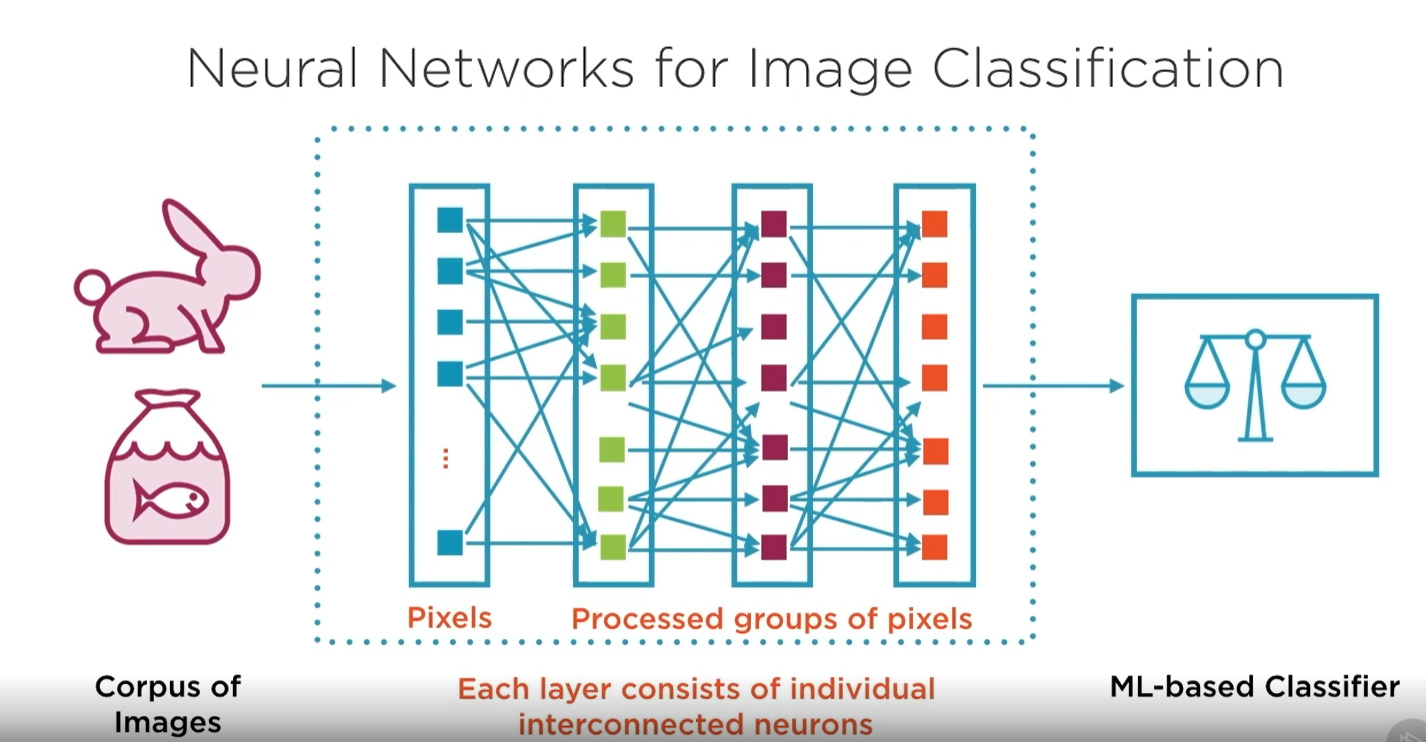 Neural Networks for Image Classification
...
Pixels
Processed groups of pixels
Corpus of
Images
Each layer consists of individual
interconnected neurons
ML-based Classifier